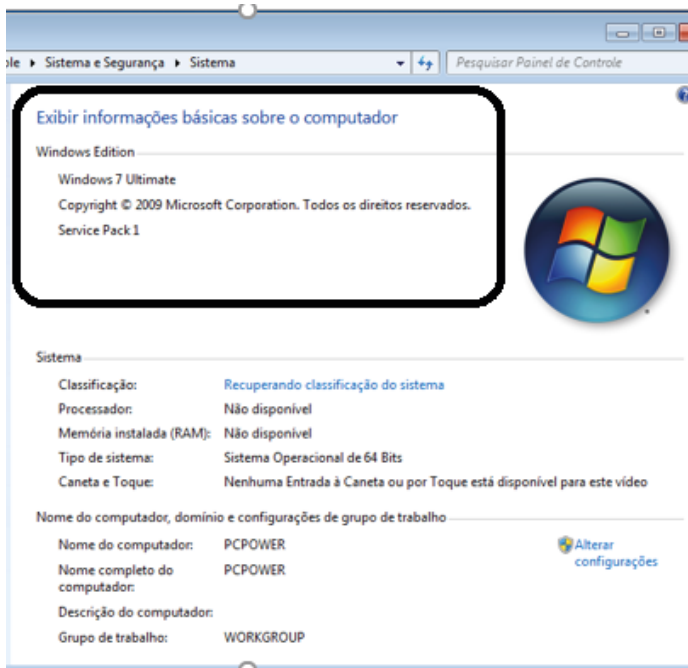 ole ▸ Sistema e Segurança ▸ Sistema
Pesquisar Painel de Controle
Exibir informações básicas sobre o computador
Windows Edition
Windows 7 Ultimate
Copyright © 2009 Microsoft Corporation. Todos os direitos reservados.
Service Pack 1
Sistema
Classificação: Recuperando classificação do sistema
Processador: Não disponível
Memória instalada (RAM): Não disponível
Tipo de sistema: Sistema Operacional de 64 Bits
Caneta e Toque: Nenhuma Entrada à Caneta ou por Toque está disponível para este vídeo
Nome do computador, domínio e configurações de grupo de trabalho
Nome do computador: PCPOWER
Alterar
configurações
Nome completo do
computador: PCPOWER
Descrição do computador:
Grupo de trabalho: WORKGROUP